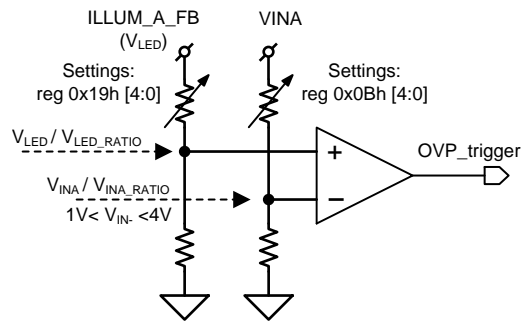 ILLUM_A_FB
(VLED)
VINA
Settings:
reg 0x19h [4:0]
Settings:
reg 0x0Bh [4:0]
VLED / VLED_RATIO
+
OVP_trigger
VINA / VINA_RATIO
1V< VIN- <4V
−